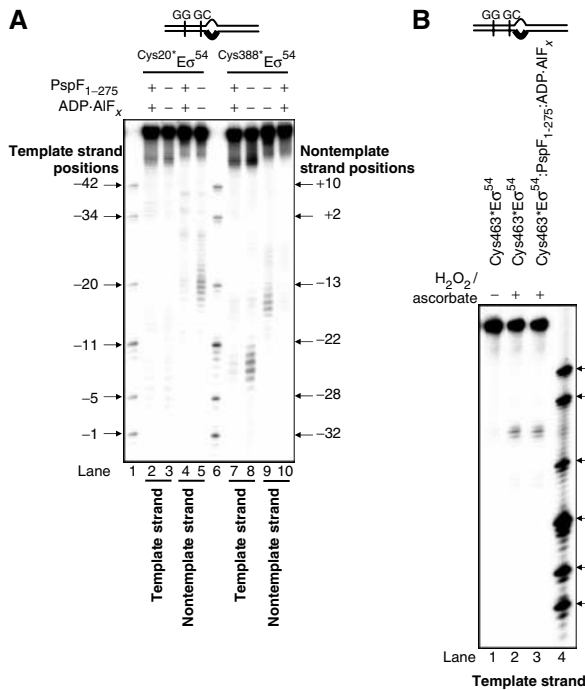 A
GG GC
Cys20*Eσ54 Cys388*Eσ54
PspF1–275 + – + – + – – +
ADP·AlFx + – + – + – – +
Template strand positions
Nontemplate strand positions
–42 +10
–34 +2
–20 –13
–11 –22
–5 –28
–1 –32
Lane 1 2 3 4 5 6 7 8 9 10
Template strand
Nontemplate strand
Template strand
Nontemplate strand
B
GG GC
Cys463*Eσ54
Cys463*Eσ54
Cys463*Eσ54:PspF1–275:ADP·AlFx
H2O2/
ascorbate – + +
Lane 1 2 3 4
Template strand